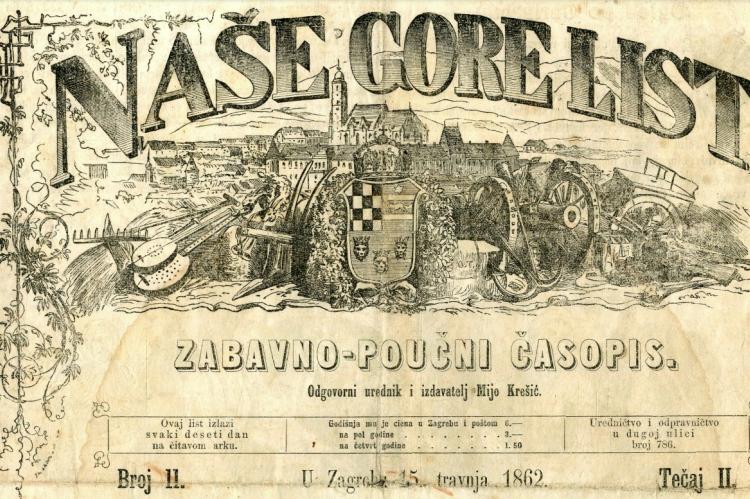 NAŠE GORE LIST
ZABAVNO-POUČNI ČASOPIS.
Odgovorni urednik i izdavatelj Mijo Krešić.
Ovaj list izlazi
svaki deseti dan
na čitavom arku.
Godišnja mu je ciena u Zagrebu i poštom 6.—
na pol godine . . . . . . . . . . 3.—
na četvrt godine . . . . . . . . . 1.50
Uredničtvo i odpravničtvo
u dugoj ulici
broj 786.
Broj 11.
U Zagrebu 15. travnja 1862.
Tečaj II.